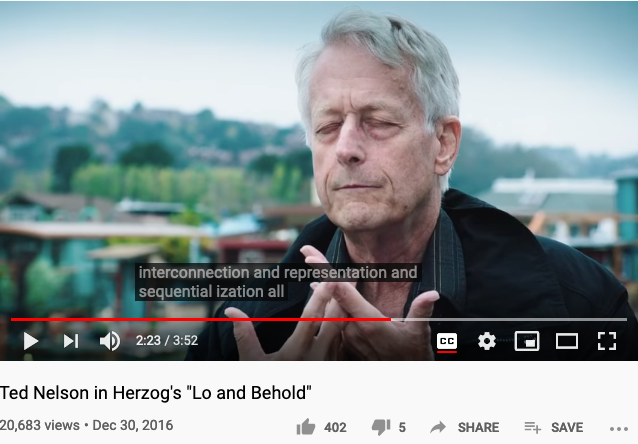 interconnection and representation and
sequential ization all
2:23 / 3:52
CC
Ted Nelson in Herzog's "Lo and Behold"
20,683 views • Dec 30, 2016
402
5
SHARE
SAVE